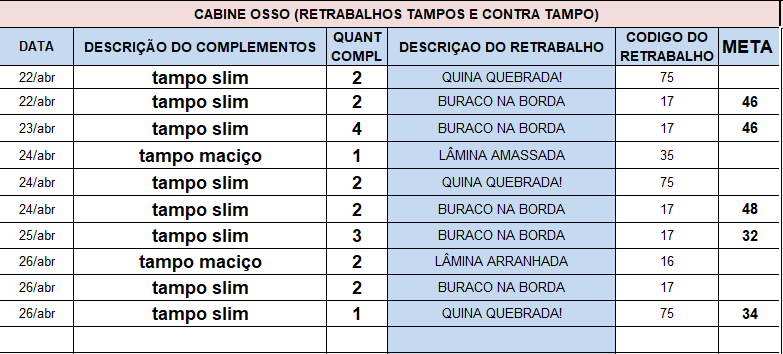 CABINE OSSO (RETRABALHOS TAMPOS E CONTRA TAMPO)
DATA DESCRIÇÃO DO COMPLEMENTOS QUANT COMPL DESCRIÇAO DO RETRABALHO CODIGO DO RETRABALHO META
22/abr tampo slim 2 QUINA QUEBRADA! 75
22/abr tampo slim 2 BURACO NA BORDA 17 46
23/abr tampo slim 4 BURACO NA BORDA 17 46
24/abr tampo maciço 1 LÂMINA AMASSADA 35
24/abr tampo slim 2 QUINA QUEBRADA! 75
24/abr tampo slim 2 BURACO NA BORDA 17 48
25/abr tampo slim 3 BURACO NA BORDA 17 32
26/abr tampo maciço 2 LÂMINA ARRANHADA 16
26/abr tampo slim 2 BURACO NA BORDA 17
26/abr tampo slim 1 QUINA QUEBRADA! 75 34